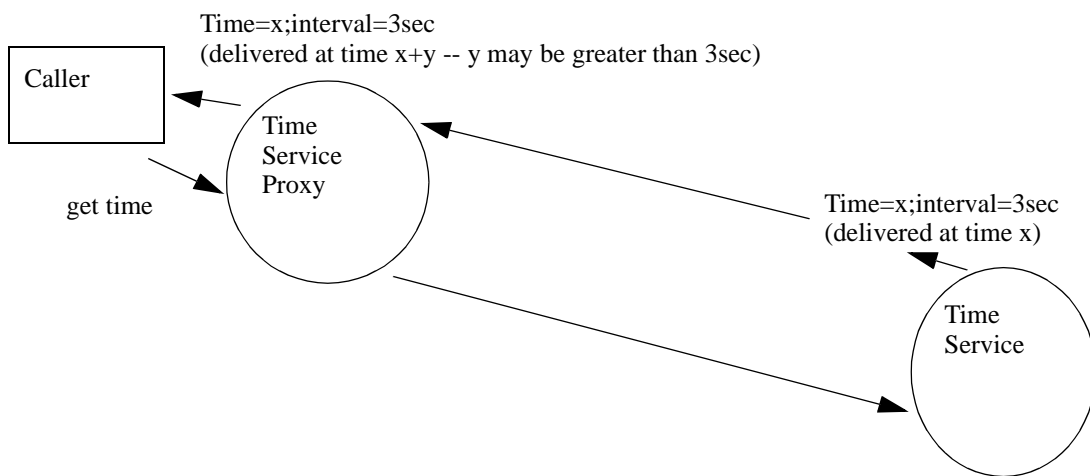 Time=x;interval=3sec
(delivered at time x+y -- y may be greater than 3sec)
Caller
Time
Service
Proxy
get time
Time=x;interval=3sec
(delivered at time x)
Time
Service